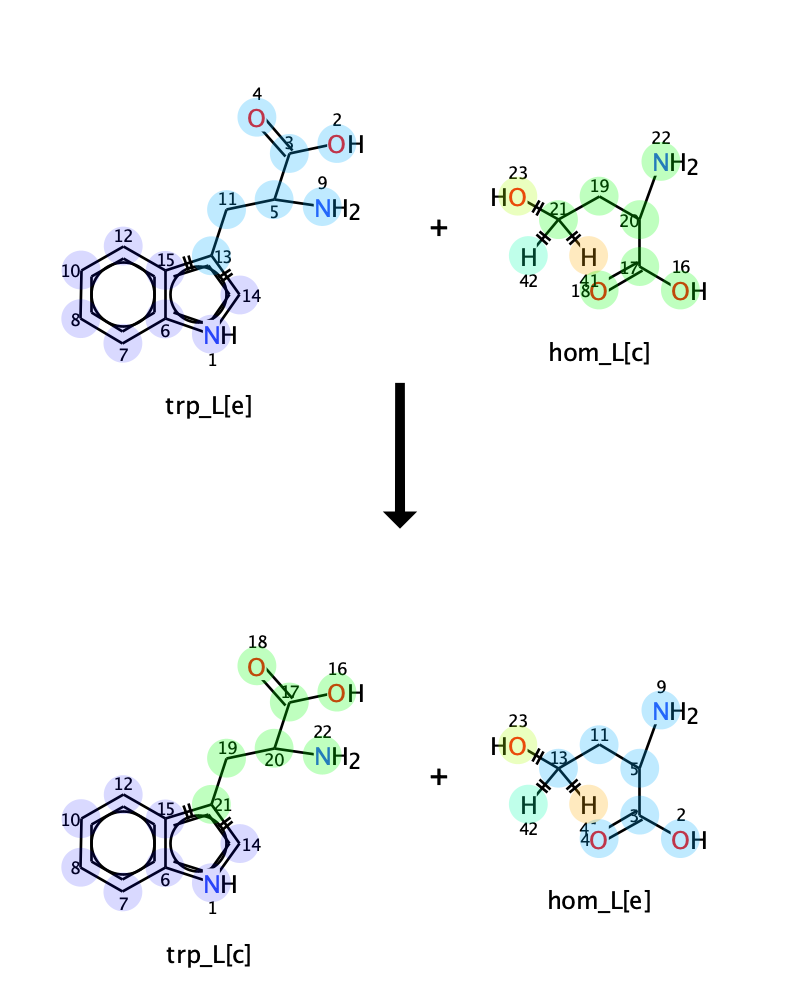 4
2
O
3
OH
9
11
5
NH2
12
10
15
13
14
8
6
NH
7
1
trp_L[e]
+
22
NH2
23
HO
19
21
20
H
H
17
16
42
41
18
O
OH
hom_L[c]
18
16
O
17
OH
22
19
20
NH2
12
10
15
21
14
8
6
NH
7
1
trp_L[c]
+
9
NH2
23
HO
11
13
5
H
H
3
2
42
4
O
OH
hom_L[e]